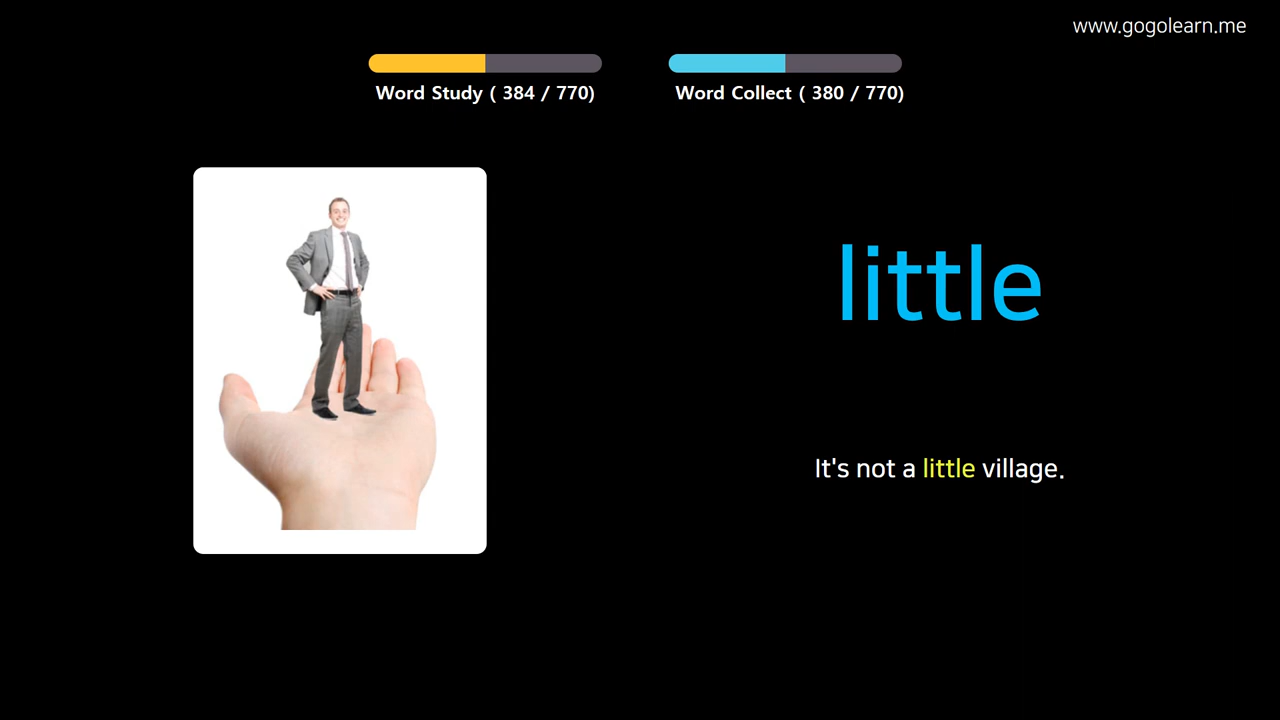 www.gogolearn.me
Word Study ( 384 / 770)
Word Collect ( 380 / 770)
little
It's not a little village.